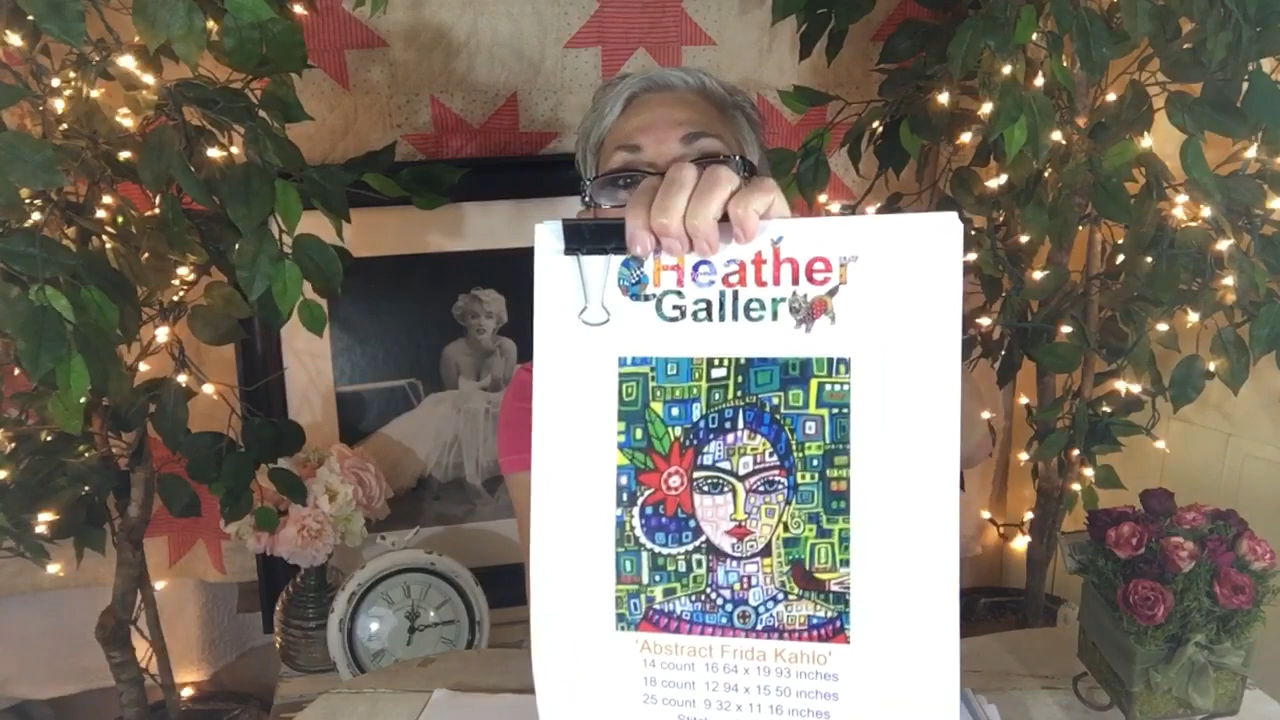 Heather
Galler
'Abstract Frida Kahlo'
14 count 16.64 x 19.93 inches
18 count 12.94 x 15.50 inches
25 count 9.32 x 11.16 inches